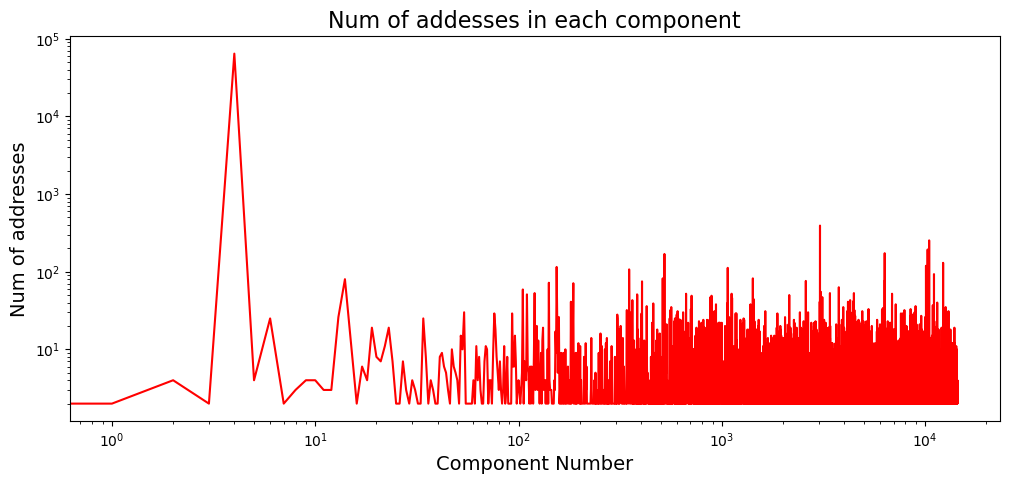 Num of addesses in each component
Num of addresses
10^5
10^4
10^3
10^2
10^1
10^0 10^1 10^2 10^3 10^4
Component Number